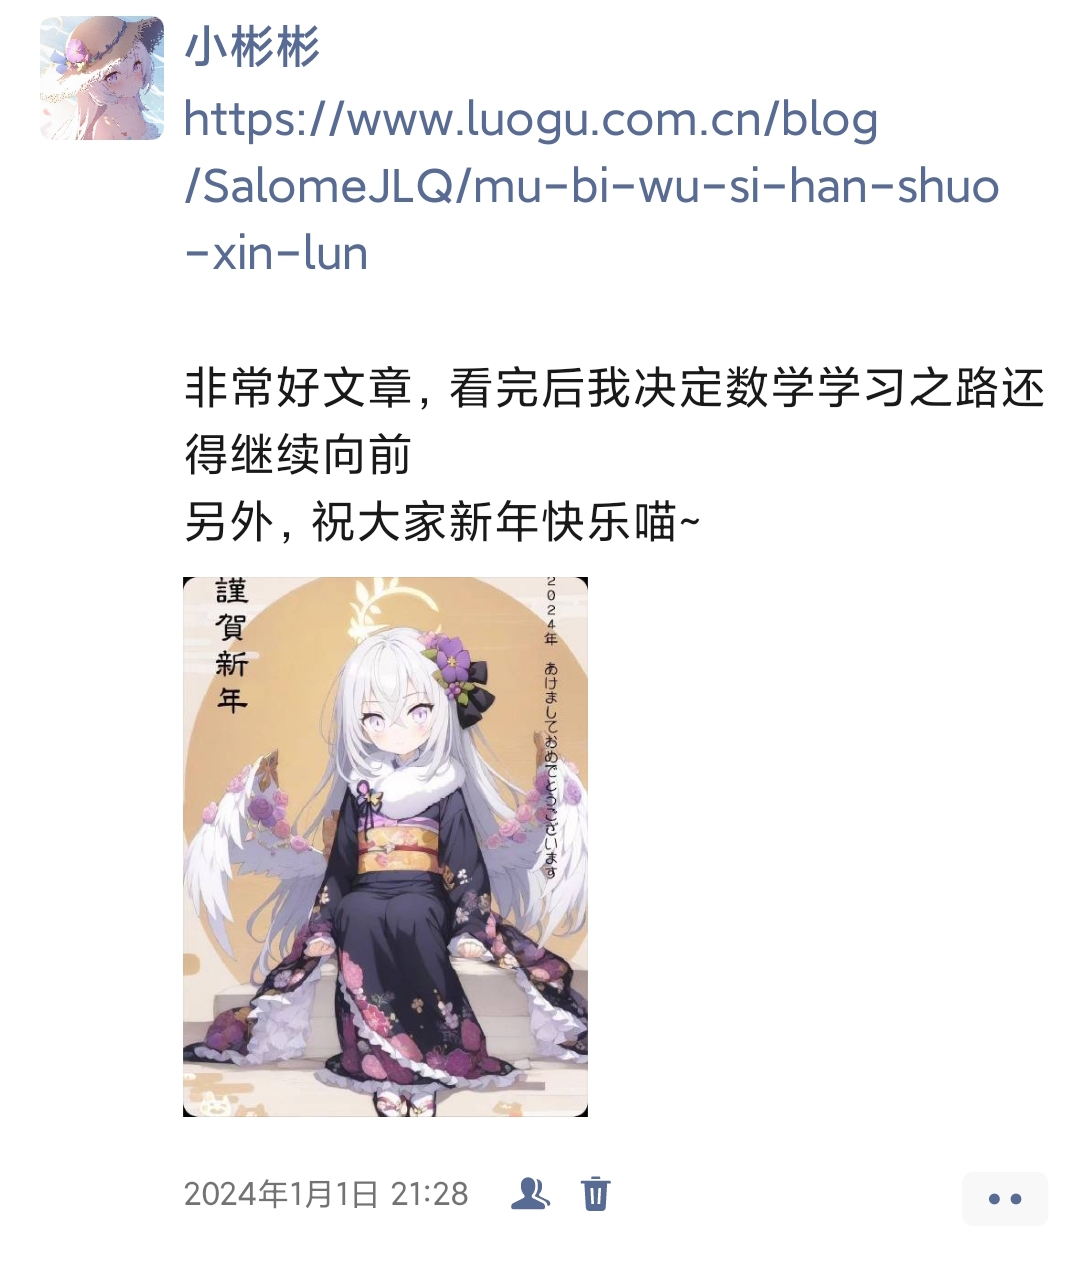 小彬彬
https://www.luogu.com.cn/blog
/SalomeJLQ/mu-bi-wu-si-han-shuo
-xin-lun
非常好文章，看完后我决定数学学习之路还
得继续向前
另外，祝大家新年快乐喵~
謹賀新年
2024年 あけましておめでとうございます
2024年1月1日 21:28